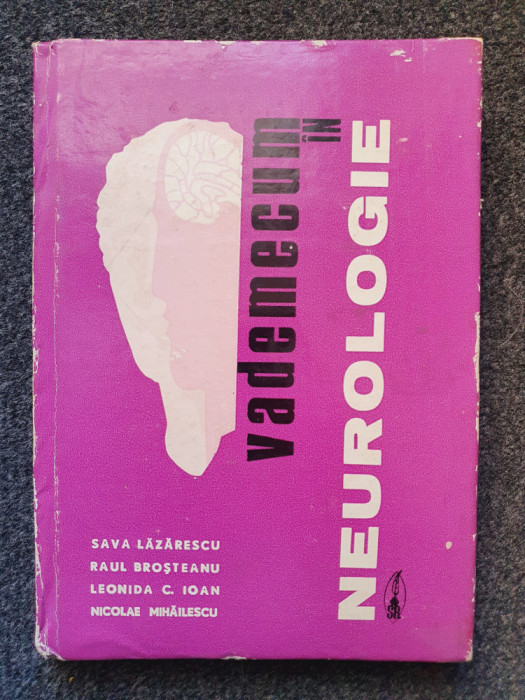 vademecum
ÎN
NEUROLOGIE
SAVA LĂZĂRESCU
RAUL BROȘTEANU
LEONIDA C. IOAN
NICOLAE MIHĂILESCU